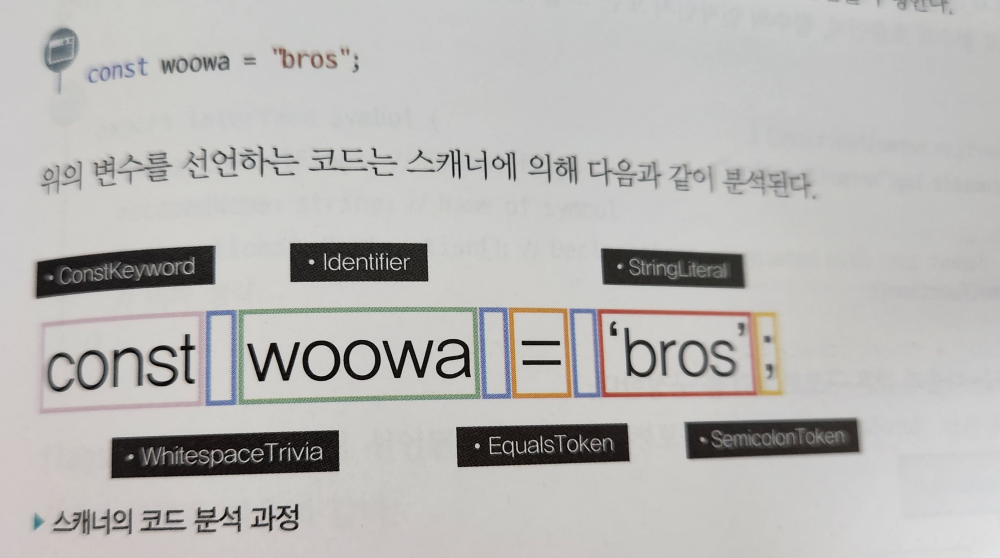 const woowa = "bros";
위의 변수를 선언하는 코드는 스캐너에 의해 다음과 같이 분석된다.
• ConstKeyword • Identifier • StringLiteral
const woowa = ‘bros’ ;
• WhitespaceTrivia • EqualsToken • SemicolonToken
▶ 스캐너의 코드 분석 과정